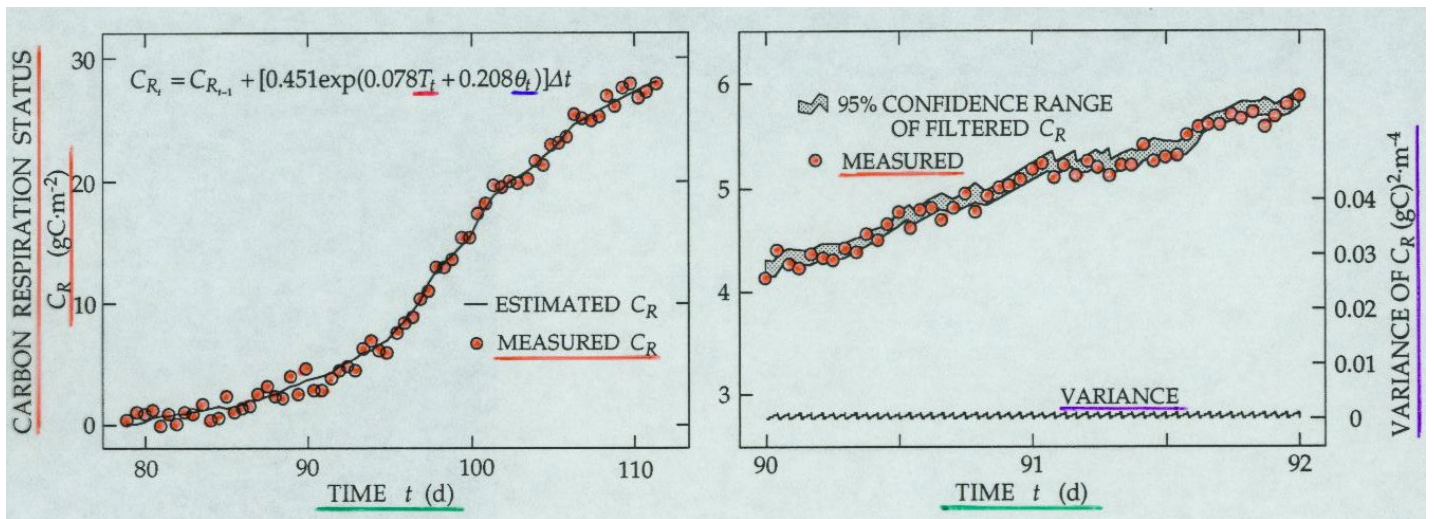 CARBON RESPIRATION STATUS
C_R (gC·m⁻²)
30
20
10
0
C_{R_t} = C_{R_{t-1}} + [0.451exp(0.078T_t + 0.208θ_t)]Δt
— ESTIMATED C_R
MEASURED C_R
80 90 100 110
TIME t (d)
6
5
4
3
95% CONFIDENCE RANGE
OF FILTERED C_R
MEASURED
VARIANCE
0.04
0.03
0.02
0.01
0
VARIANCE OF C_R (gC)²·m⁻⁴
90 91 92
TIME t (d)